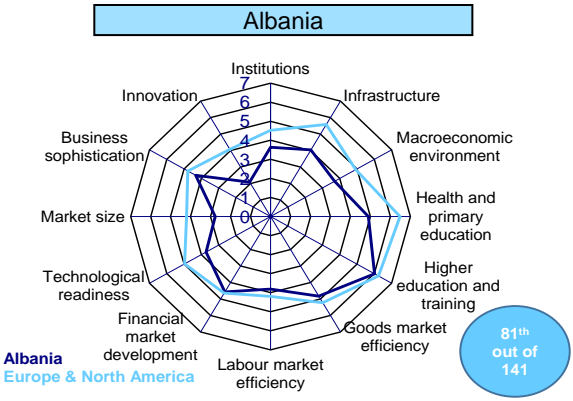 Albania
Institutions
Infrastructure
Macroeconomic
environment
Health and
primary
education
Higher
education and
training
Goods market
efficiency
Labour market
efficiency
Financial
market
development
Technological
readiness
Market size
Business
sophistication
Innovation
7
6
5
4
3
2
1
0
Albania
Europe & North America
81th
out of
141